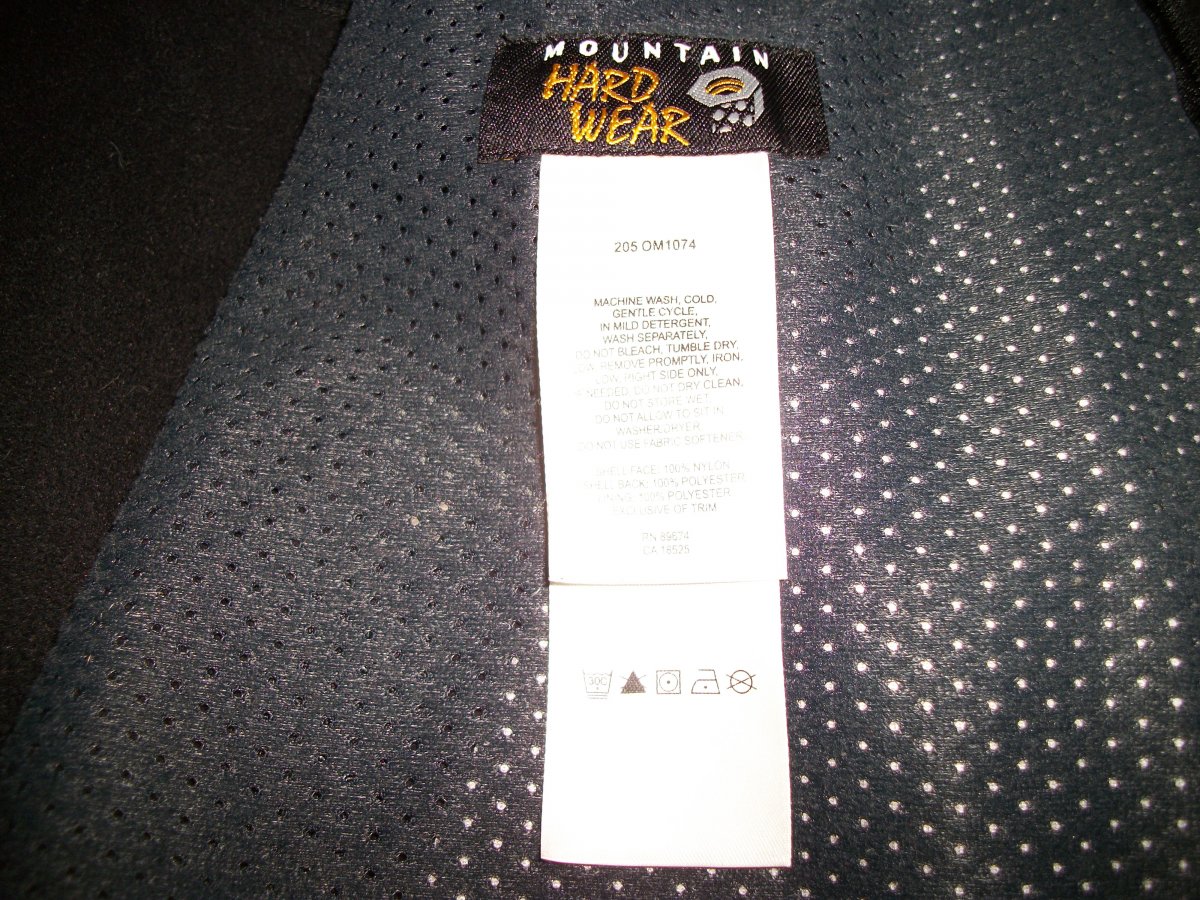 MOUNTAIN
HARD
WEAR
205 OM1074
MACHINE WASH, COLD,
GENTLE CYCLE,
IN MILD DETERGENT,
WASH SEPARATELY,
DO NOT BLEACH, TUMBLE DRY,
LOW, REMOVE PROMPTLY, IRON,
LOW, RIGHT SIDE ONLY,
IF NEEDED, DO NOT DRY CLEAN,
DO NOT STORE WET,
DO NOT ALLOW TO SIT IN
WASHER,DRYER
DO NOT USE FABRIC SOFTENER
SHELL FACE: 100% NYLON
SHELL BACK: 100% POLYESTER
LINING: 100% POLYESTER
EXCLUSIVE OF TRIM
RN 89674
CA 16525